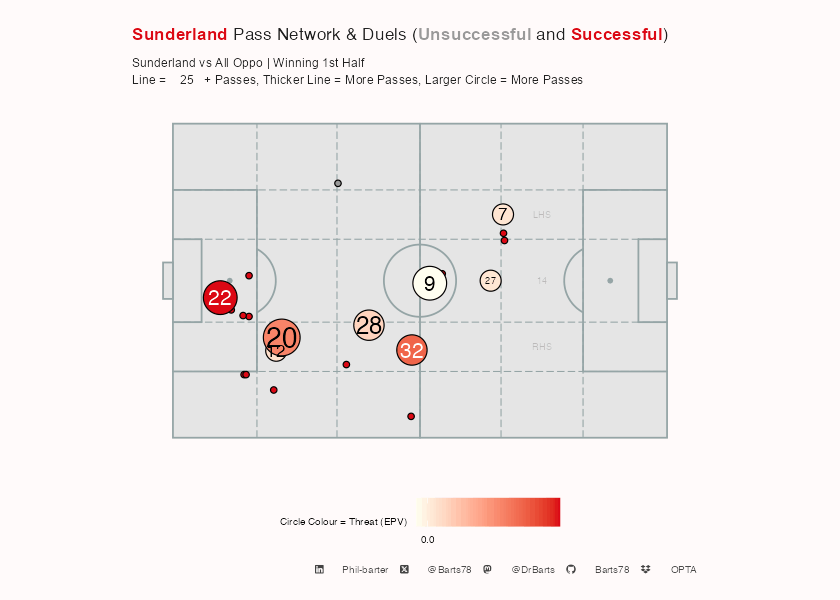 Sunderland Pass Network & Duels (Unsuccessful and Successful)
Sunderland vs All Oppo | Winning 1st Half
Line = 25 + Passes, Thicker Line = More Passes, Larger Circle = More Passes
7
LHS
9
27
14
22
28
20
12
32
RHS
Circle Colour = Threat (EPV)
0.0
Phil-barter @Barts78 @DrBarts Barts78 OPTA